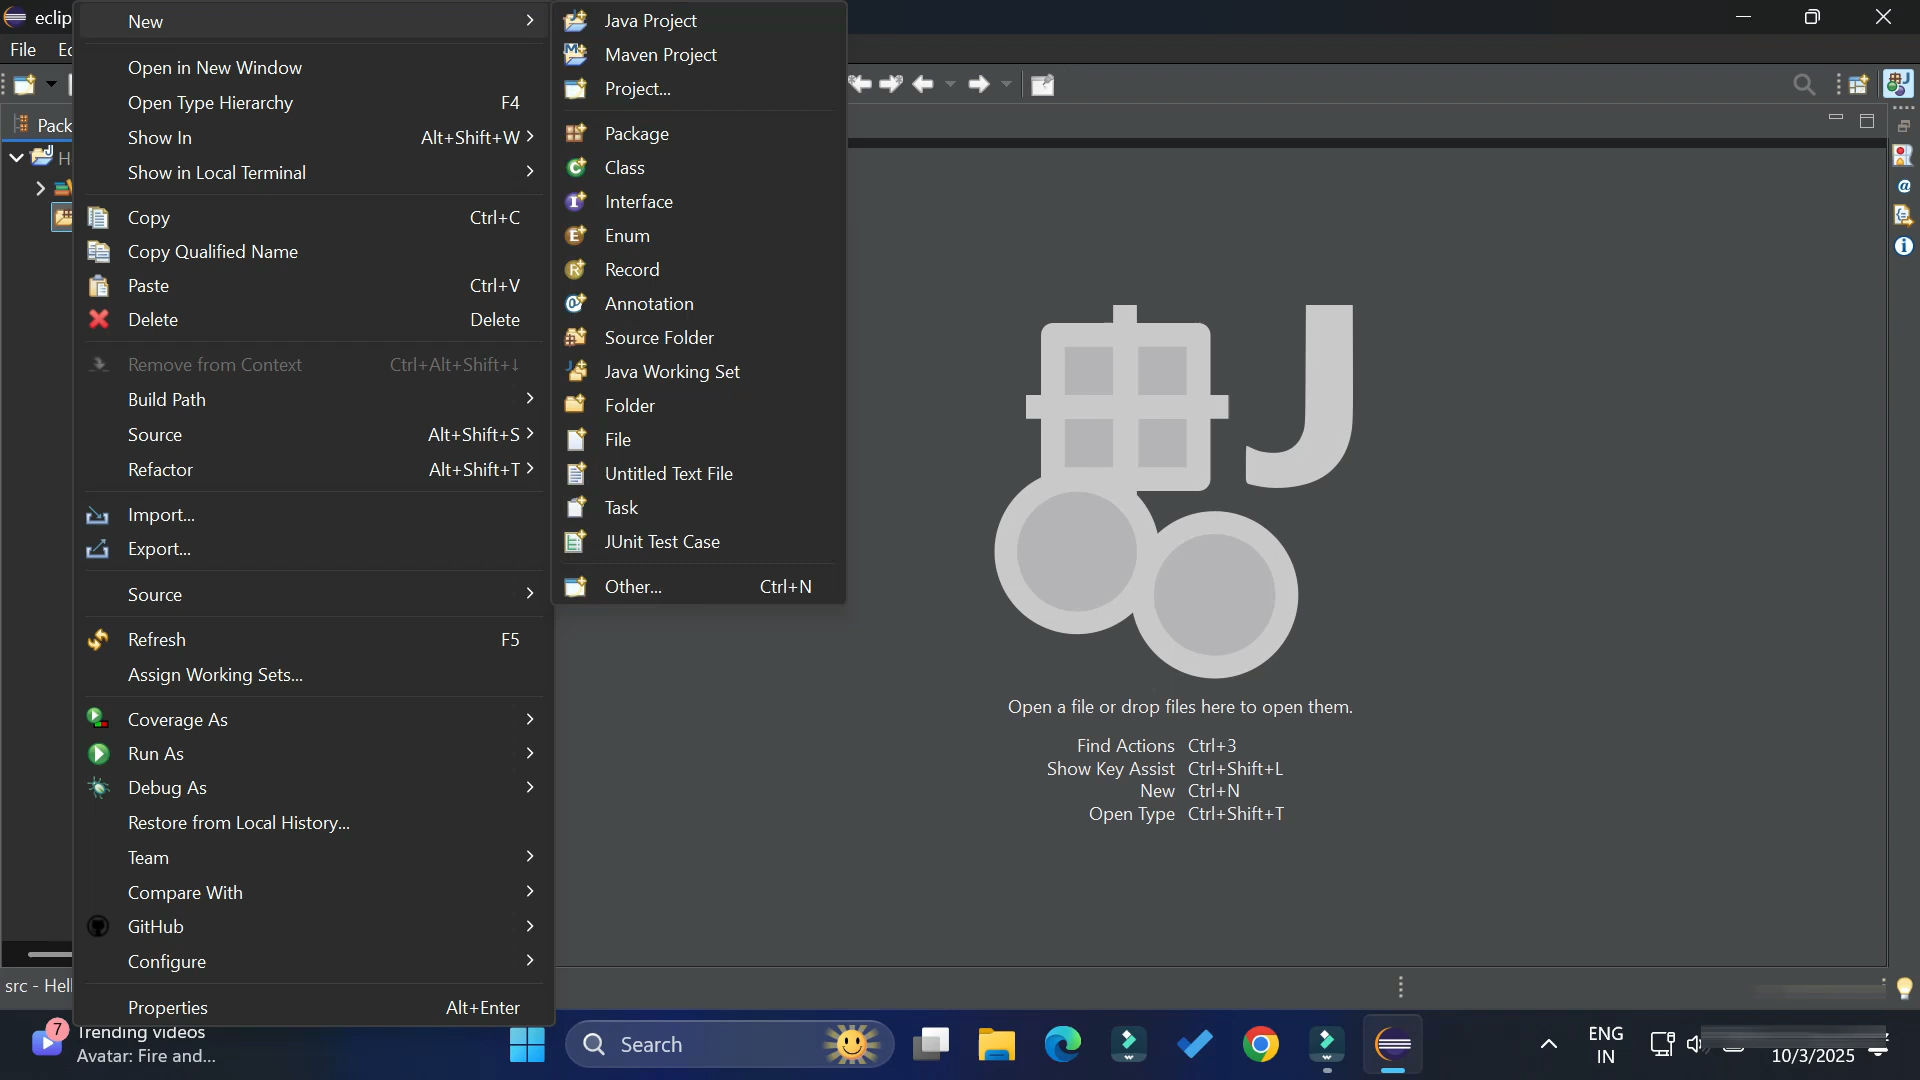 eclip
File
Pack
New
Open in New Window
Open Type Hierarchy F4
Show In Alt+Shift+W
Show in Local Terminal
Copy Ctrl+C
Copy Qualified Name
Paste Ctrl+V
Delete Delete
Remove from Context Ctrl+Alt+Shift+↓
Build Path
Source Alt+Shift+S
Refactor Alt+Shift+T
Import...
Export...
Source
Refresh F5
Assign Working Sets...
Coverage As
Run As
Debug As
Restore from Local History...
Team
Compare With
GitHub
Configure
Properties Alt+Enter
Java Project
Maven Project
Project...
Package
Class
Interface
Enum
Record
Annotation
Source Folder
Java Working Set
Folder
File
Untitled Text File
Task
JUnit Test Case
Other... Ctrl+N
J
Open a file or drop files here to open them.
Find Actions Ctrl+3
Show Key Assist Ctrl+Shift+L
New Ctrl+N
Open Type Ctrl+Shift+T
src - Hell
7
Trending videos
Avatar: Fire and...
Search
ENG
IN
10/3/2025